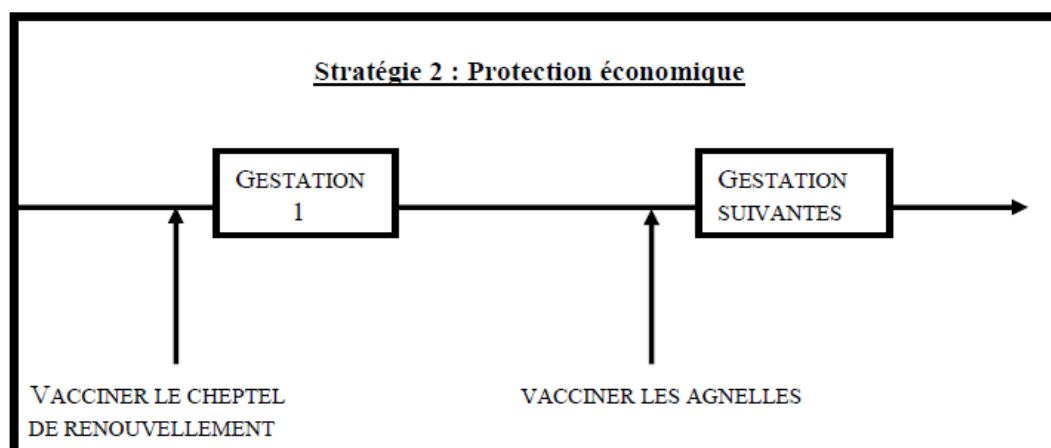 Stratégie 2 : Protection économique
GESTATION
1
GESTATION
SUIVANTES
VACCINER LE CHEPTEL
DE RENOUVELLEMENT
VACCINER LES AGNELLES